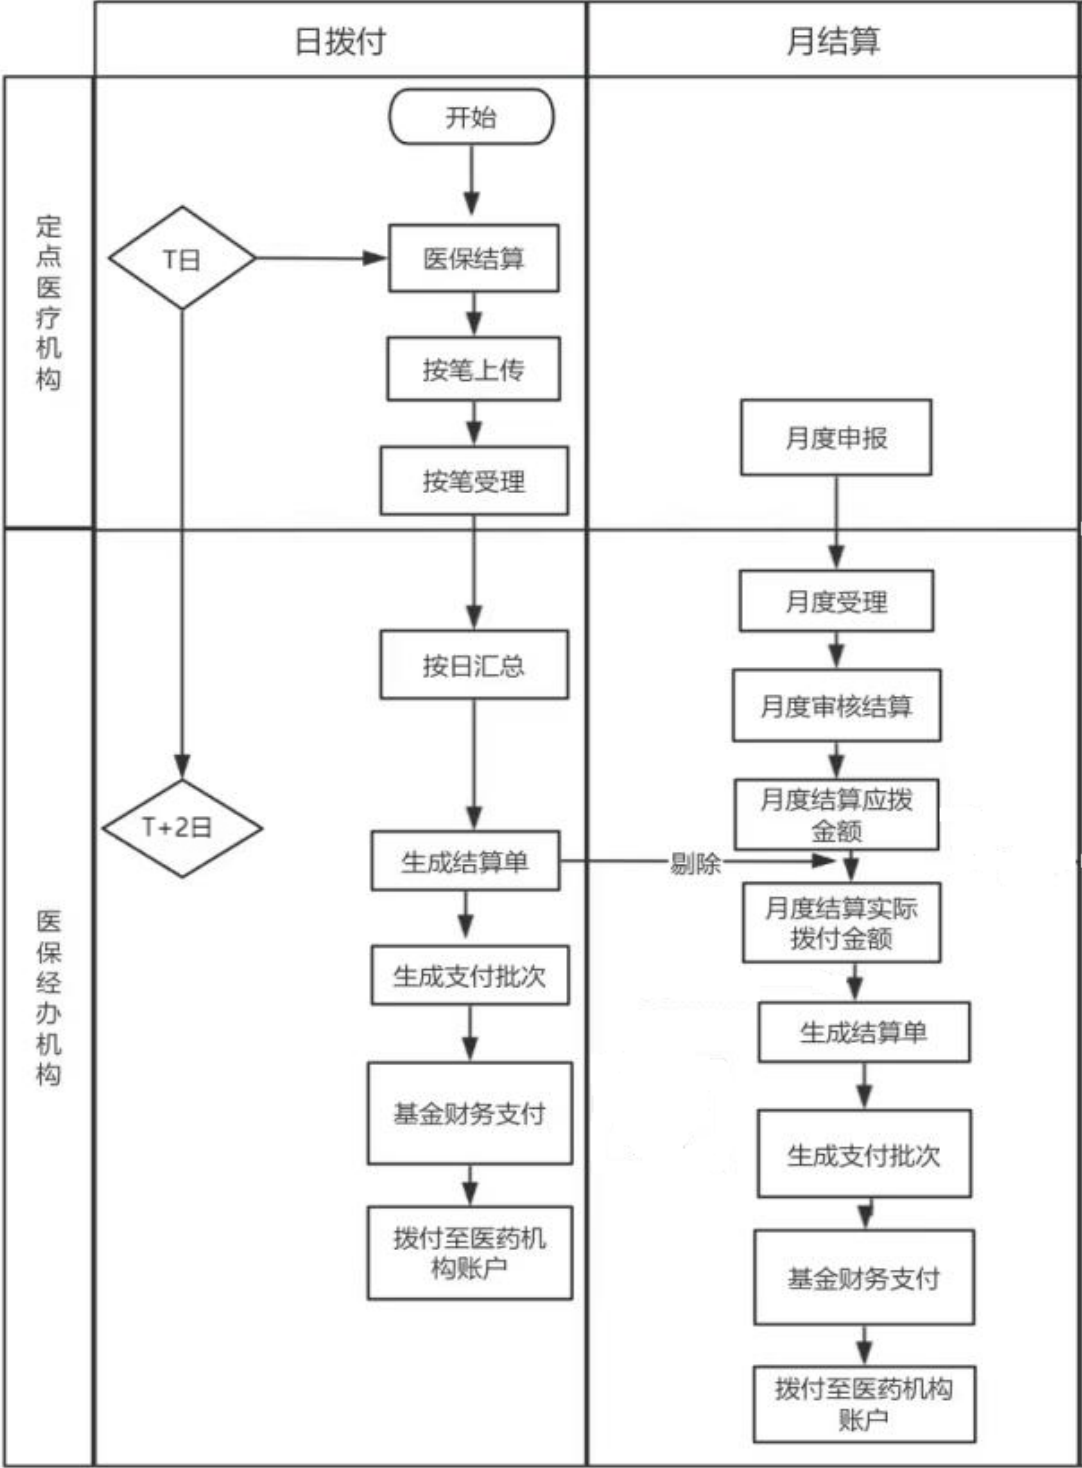 日拨付
月结算
定点医疗机构
开始
T日
医保结算
按笔上传
按笔受理
月度申报
医保经办机构
按日汇总
T+2日
生成结算单
剔除
生成支付批次
基金财务支付
拨付至医药机
构账户
月度受理
月度审核结算
月度结算应拨
金额
月度结算实际
拨付金额
生成结算单
生成支付批次
基金财务支付
拨付至医药机构
账户